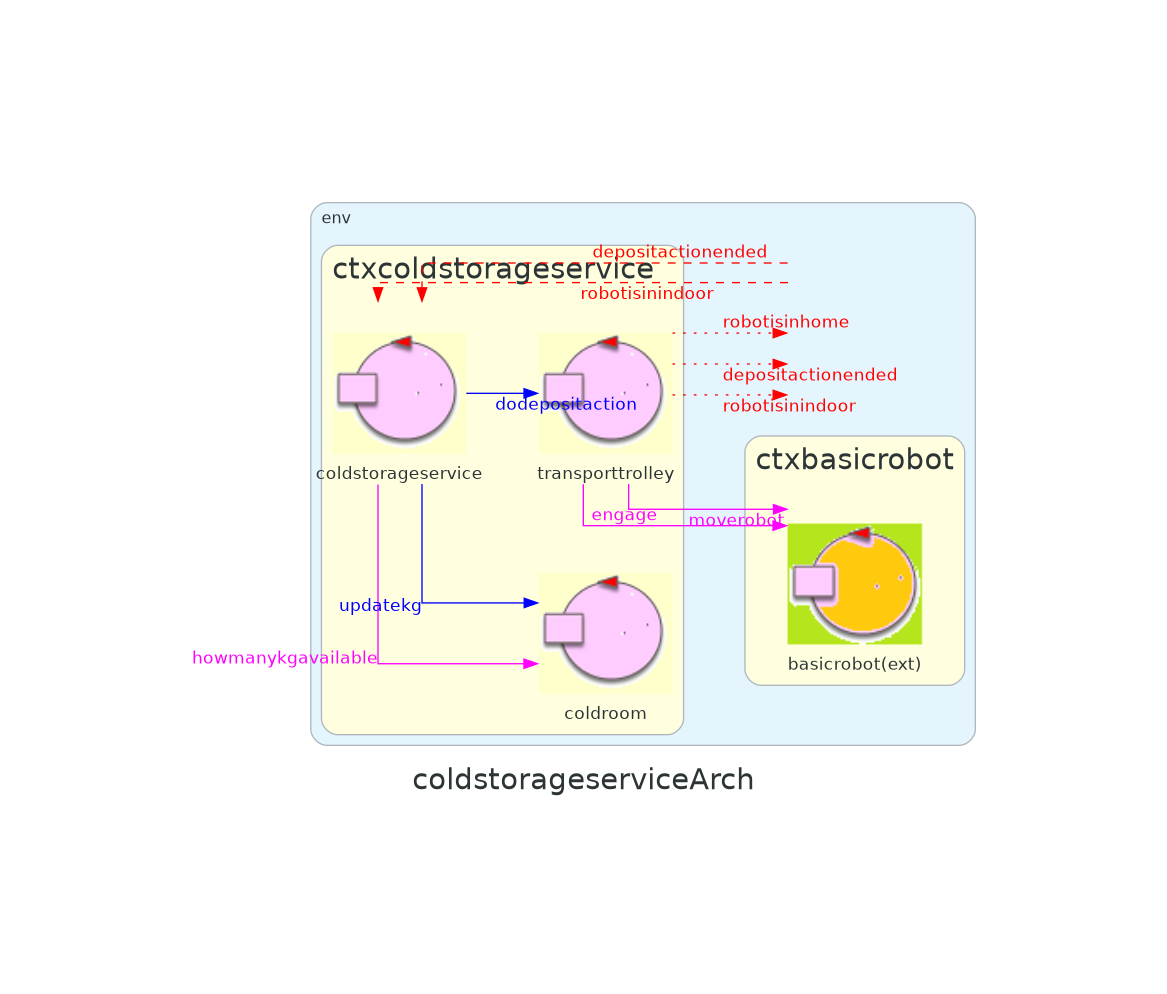 env
depositactionended
ctxcoldstorageservice
robotisinindoor
robotisinhome
depositactionended
robotisinindoor
dodepositaction
ctxbasicrobot
coldstorageservice
transporttrolley
engage
moverobot
updatekg
howmanykgavailable
basicrobot(ext)
coldroom
coldstorageserviceArch